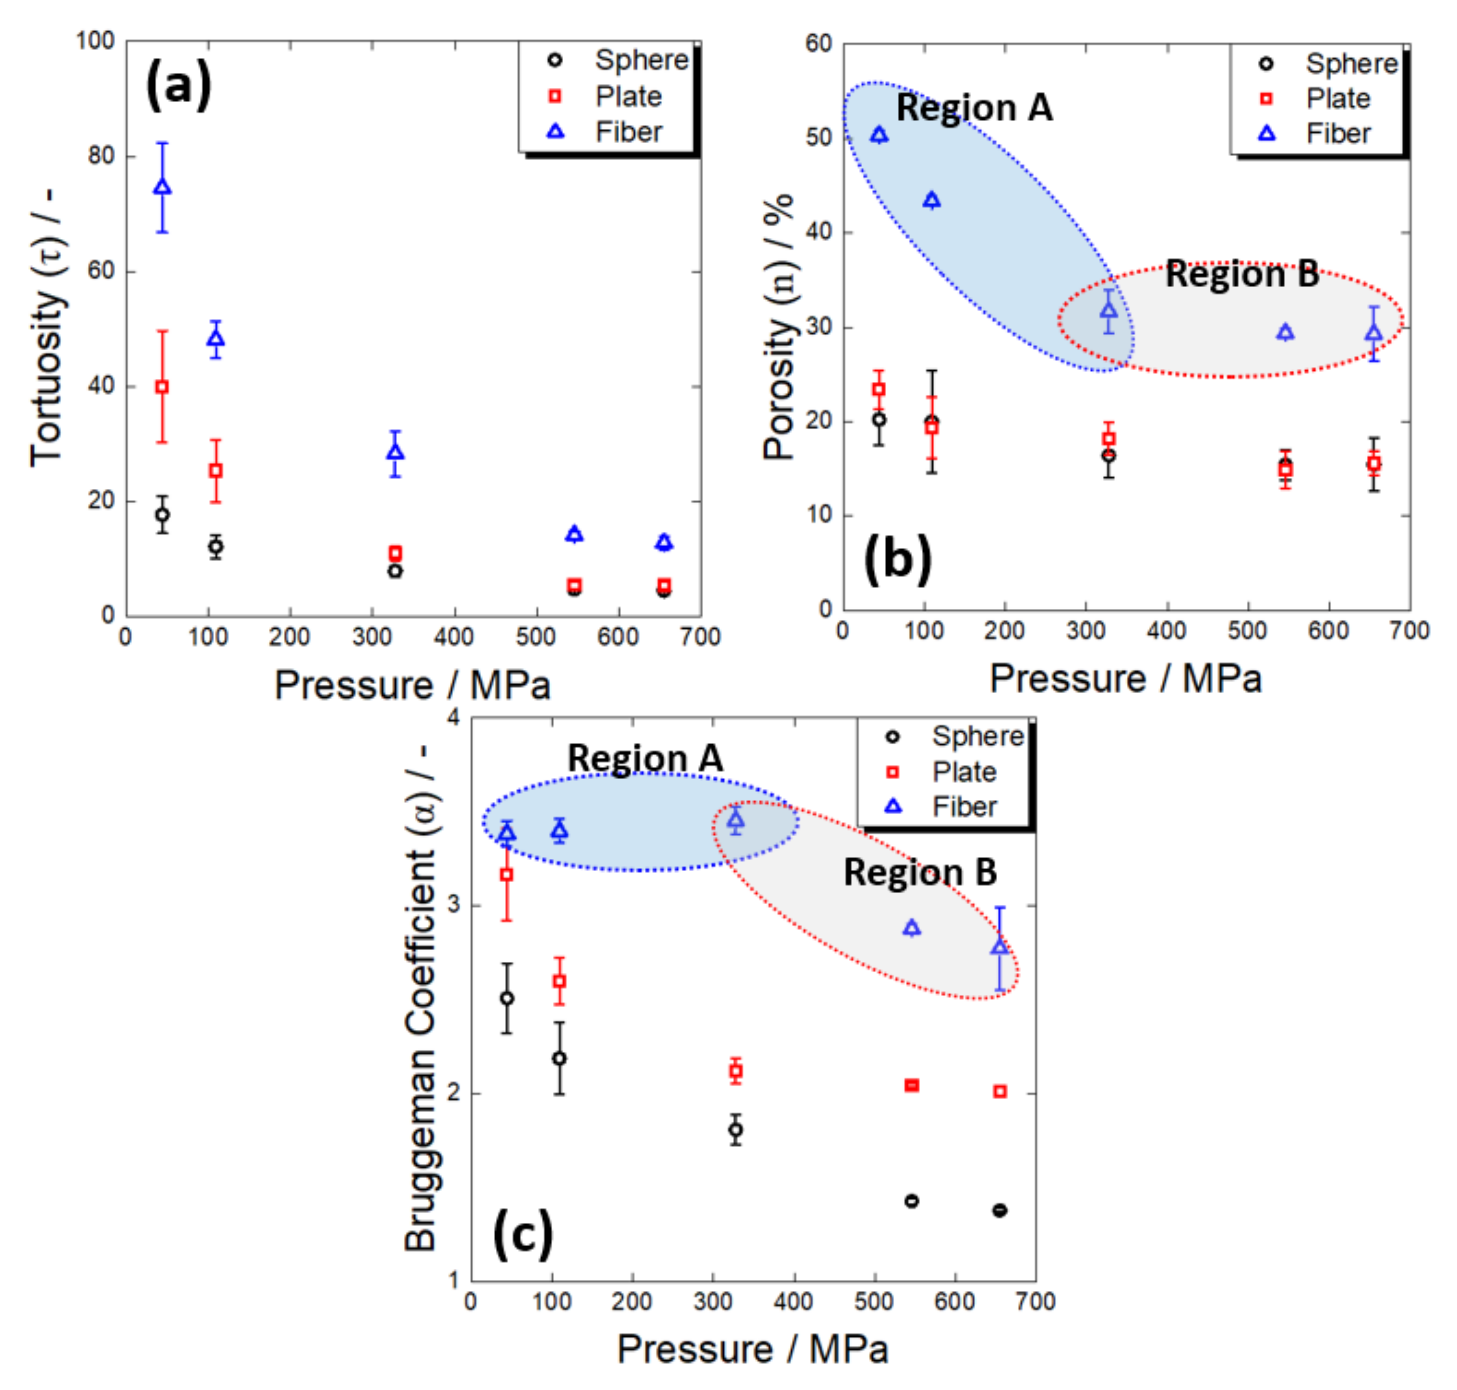 (a)
Sphere
Plate
Fiber
100
80
60
40
20
0
0 100 200 300 400 500 600 700
Tortuosity (τ) / -
Pressure / MPa
(b)
Sphere
Plate
Fiber
Region A
Region B
60
50
40
30
20
10
0
0 100 200 300 400 500 600 700
Porosity (n) / %
Pressure / MPa
(c)
Sphere
Plate
Fiber
Region A
Region B
4
3
2
1
0 100 200 300 400 500 600 700
Bruggeman Coefficient (α) / -
Pressure / MPa